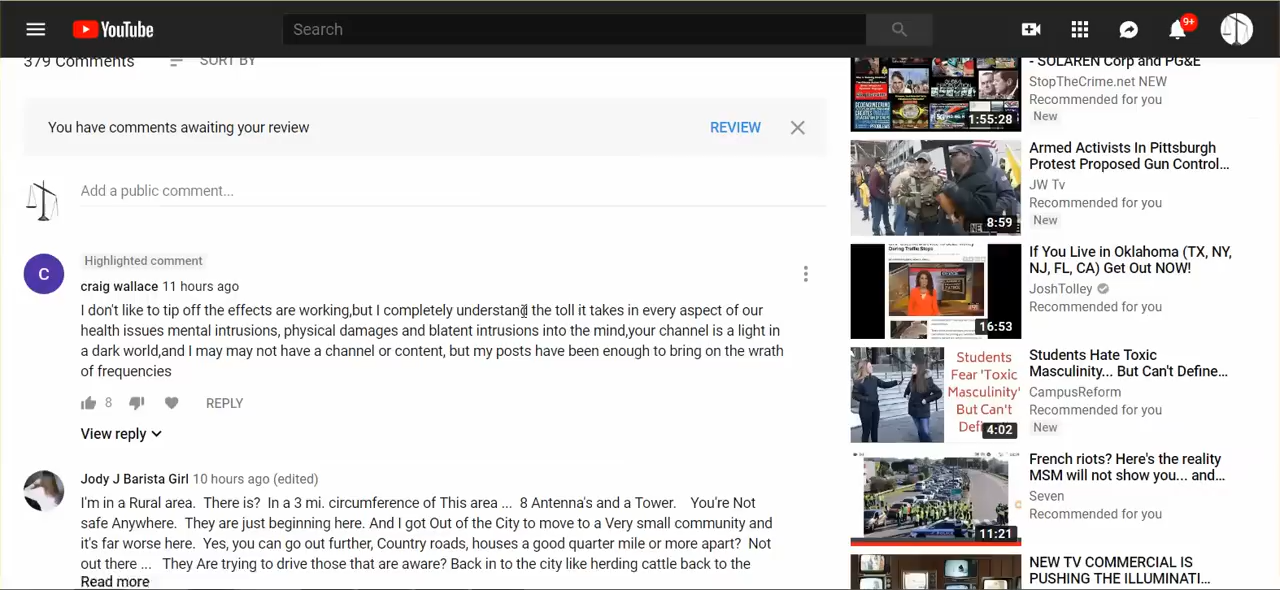 YouTube
Search
9+
379 Comments
SORT BY
You have comments waiting your review
REVIEW
Add a public comment...
C
Highlighted comment
craig wallace 11 hours ago
I don't like to tip off the effects are working,but I completely understand the toll it takes in every aspect of our
health issues mental impacts, physical damages and blatent intrusions into the mind,your channel is a light in
a dark world,and I may may not have a channel or content, but my posts have been enough to bring on the wrath
of frequencies
8
REPLY
View reply
Jody J Barista Girl 10 hours ago (edited)
I'm in a Rural area. There is? In a 3 mi. circumference of This area ... 8 Antenna's and a Tower. You're Not
safe Anywhere. They are just beginning here. And I got Out of the City to move to a Very small community and
it's far worse here. Yes, you can go out further, Country roads, houses a good quarter mile or more apart? Not
out there ... They Are trying to drive those that are aware? Back in to the city like herding cattle back to the
Read more
1:55:28
- SOLAREN Corp and PG&E
StopTheCrime.net NEW
Recommended for you
New
8:59
Armed Activists In Pittsburgh
Protest Proposed Gun Control...
JW Tv
Recommended for you
New
During Traffic Stops
16:53
If You Live in Oklahoma (TX, NY,
NJ, FL, CA) Get Out NOW!
JoshTolley
Recommended for you
Students
Fear 'Toxic
Masculinity'
But Can't
4:02
Students Hate Toxic
Masculinity... But Can't Define...
CampusReform
Recommended for you
New
11:21
French riots? Here's the reality
MSM will not show you... and...
Seven
Recommended for you
NEW TV COMMERCIAL IS
PUSHING THE ILLUMINATI...